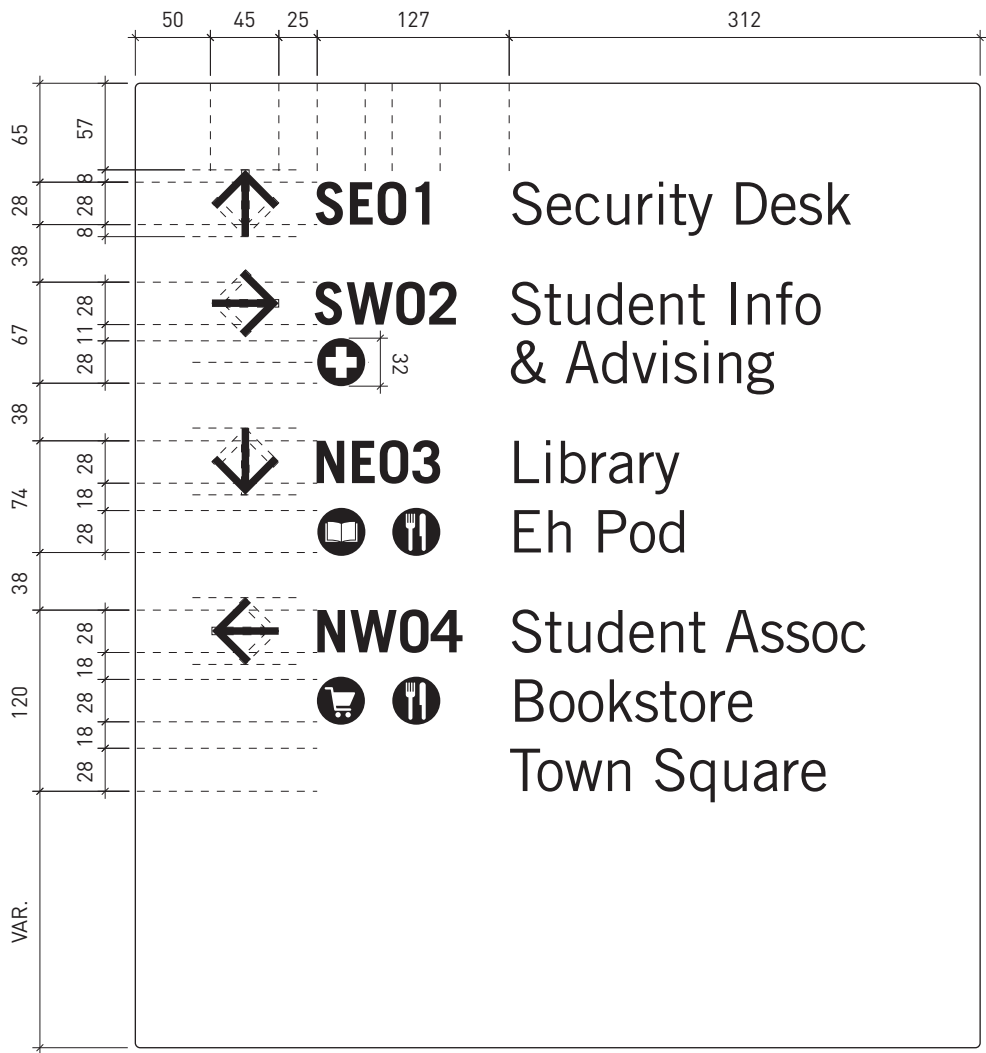 50 45 25 127 312
65
57
8
28
28
8
38
SE01 Security Desk
67
28
11
28
SW02 Student Info
32
& Advising
38
74
28
18
28
NE03 Library
Eh Pod
38
120
28
18
28
18
28
NW04 Student Assoc
Bookstore
Town Square
VAR.